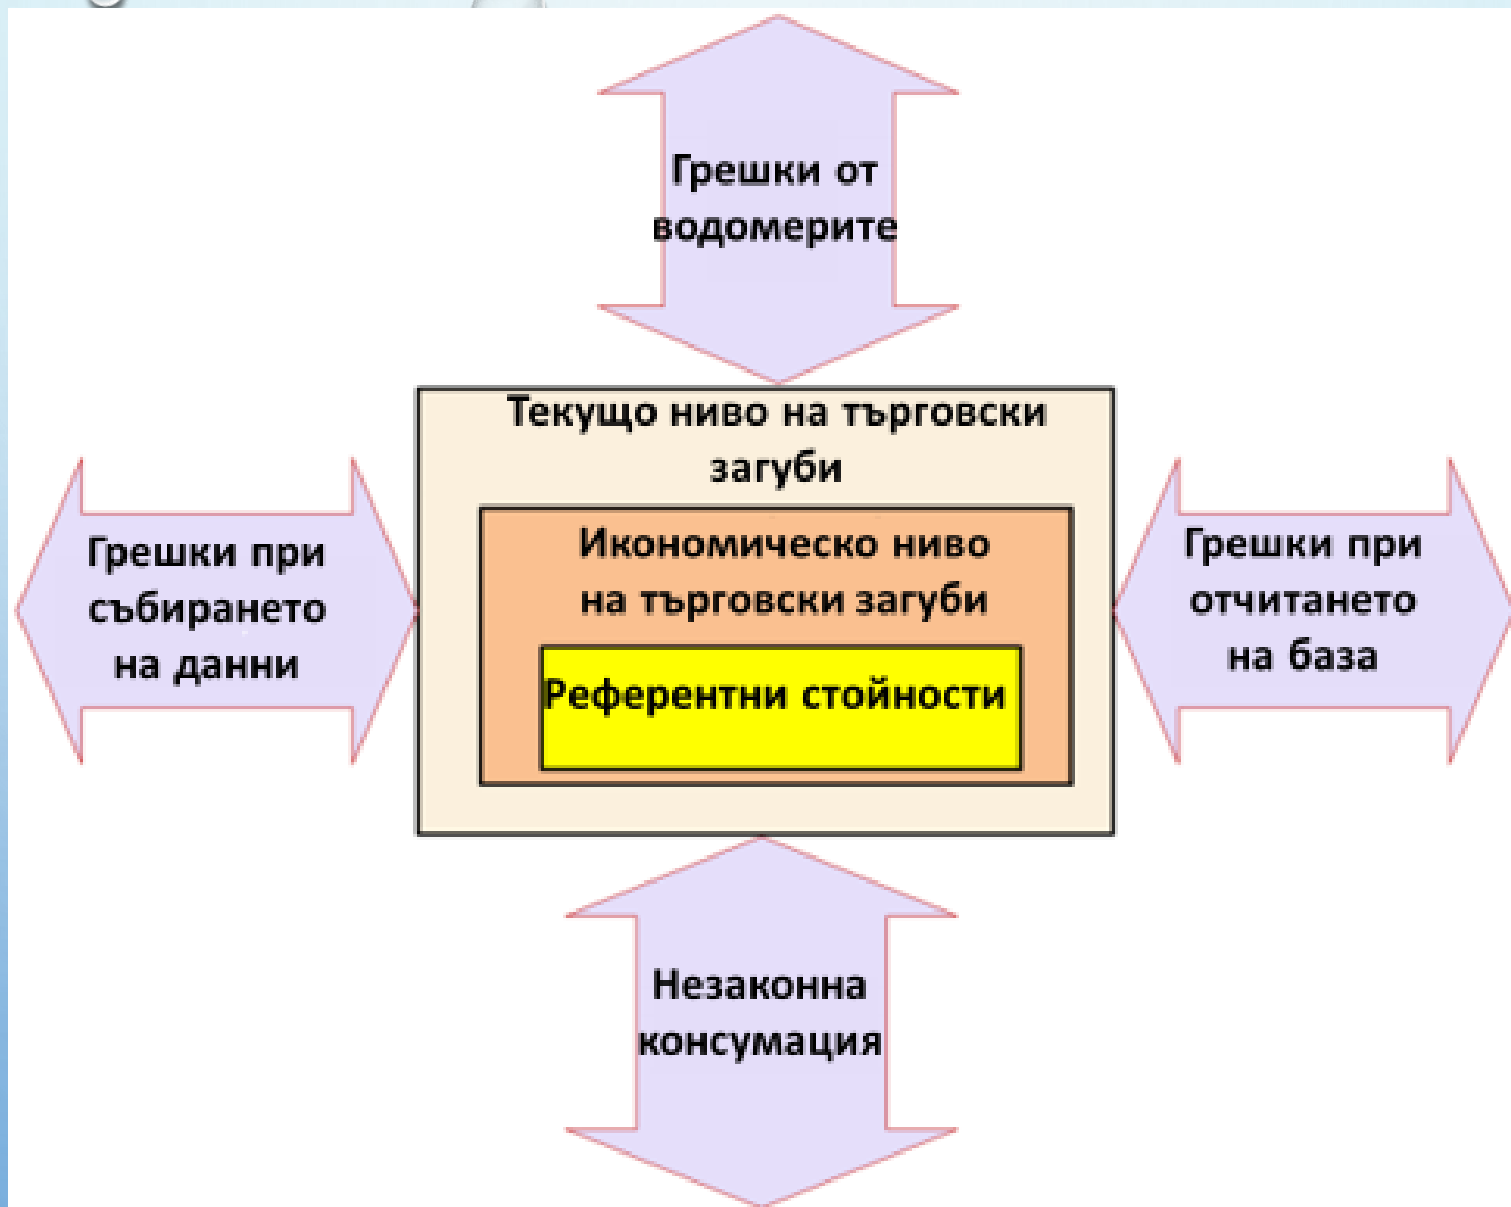 Грешки от
водомерите
Текущо ниво на търговски
загуби
Икономическо ниво
на търговски загуби
Референтни стойности
Грешки при
събирането
на данни
Грешки при
отчитането
на база
Незаконна
консумация